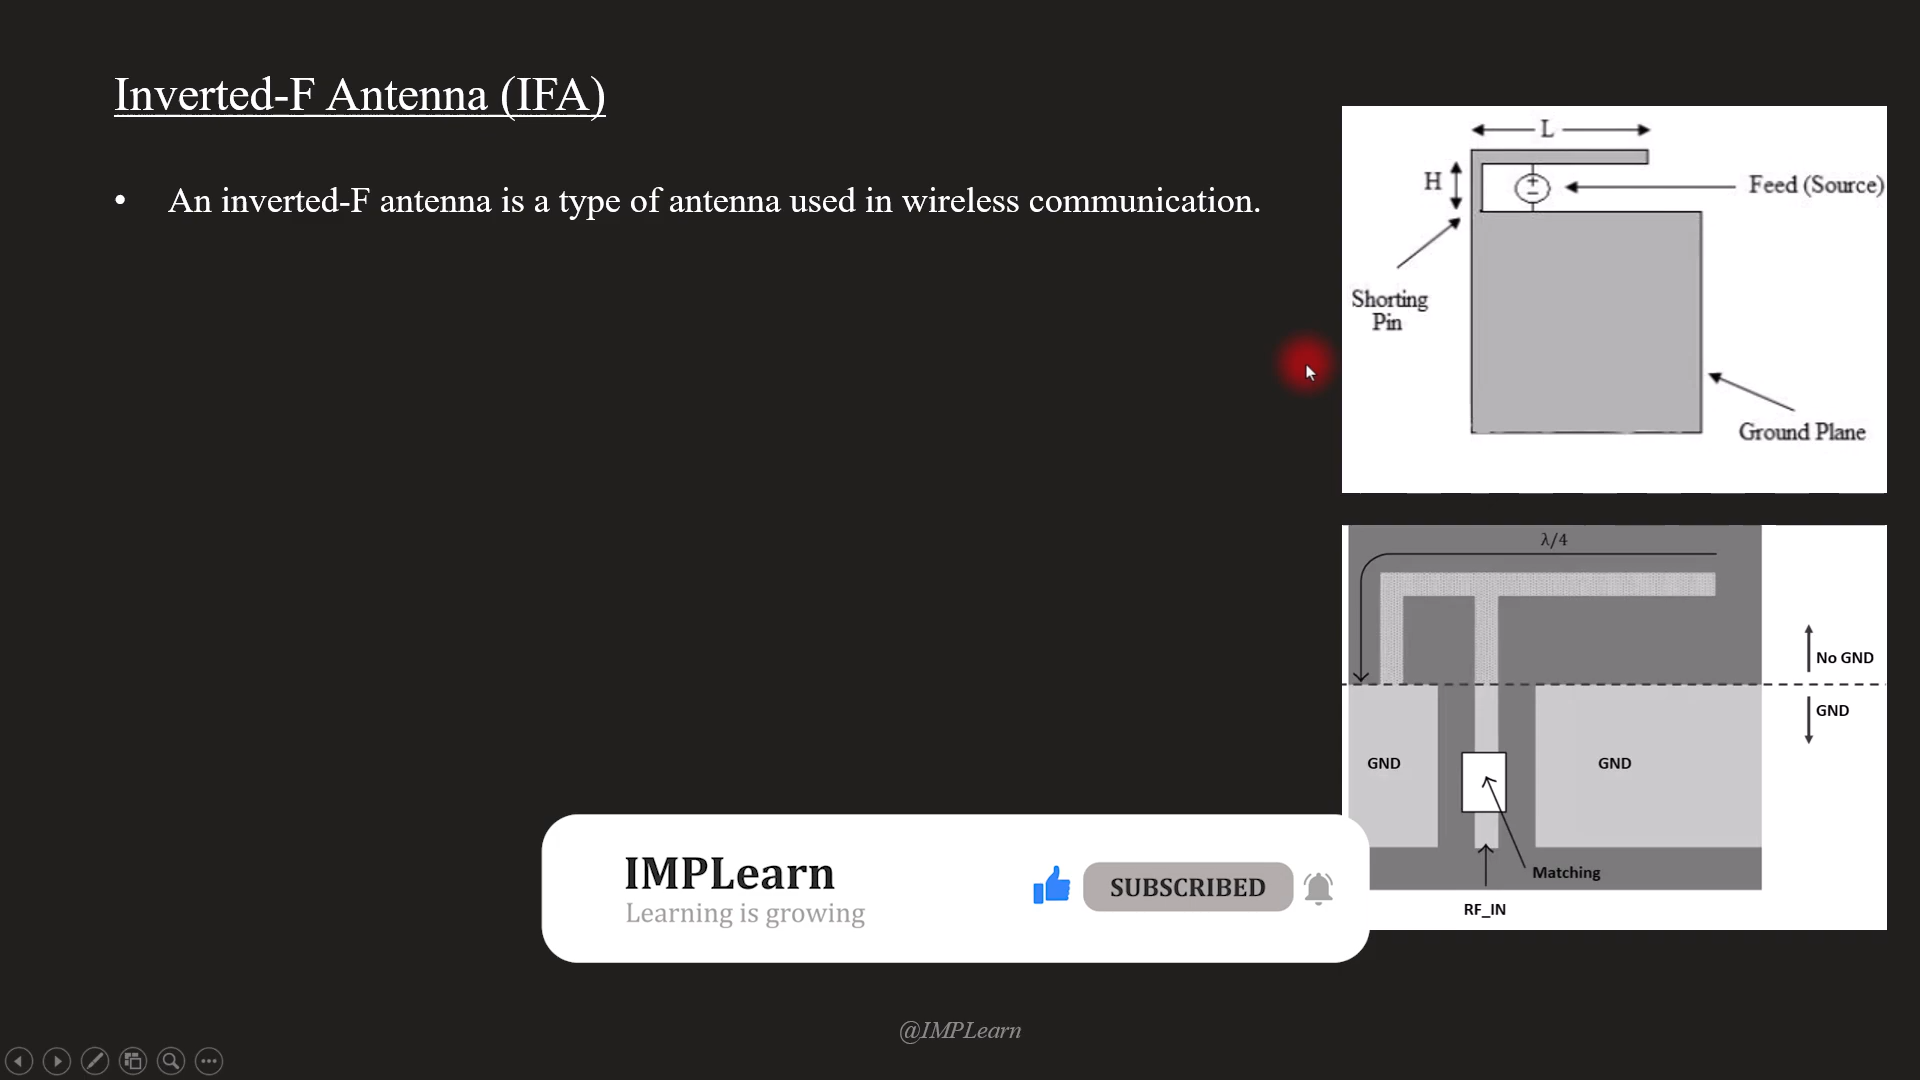 Inverted-F Antenna (IFA)
• An inverted-F antenna is a type of antenna used in wireless communication.
L
H
Feed (Source)
Shorting
Pin
Ground Plane
λ/4
No GND
GND
GND
GND
Matching
RF_IN
IMPLearn
Learning is growing
SUBSCRIBED
@IMPLearn